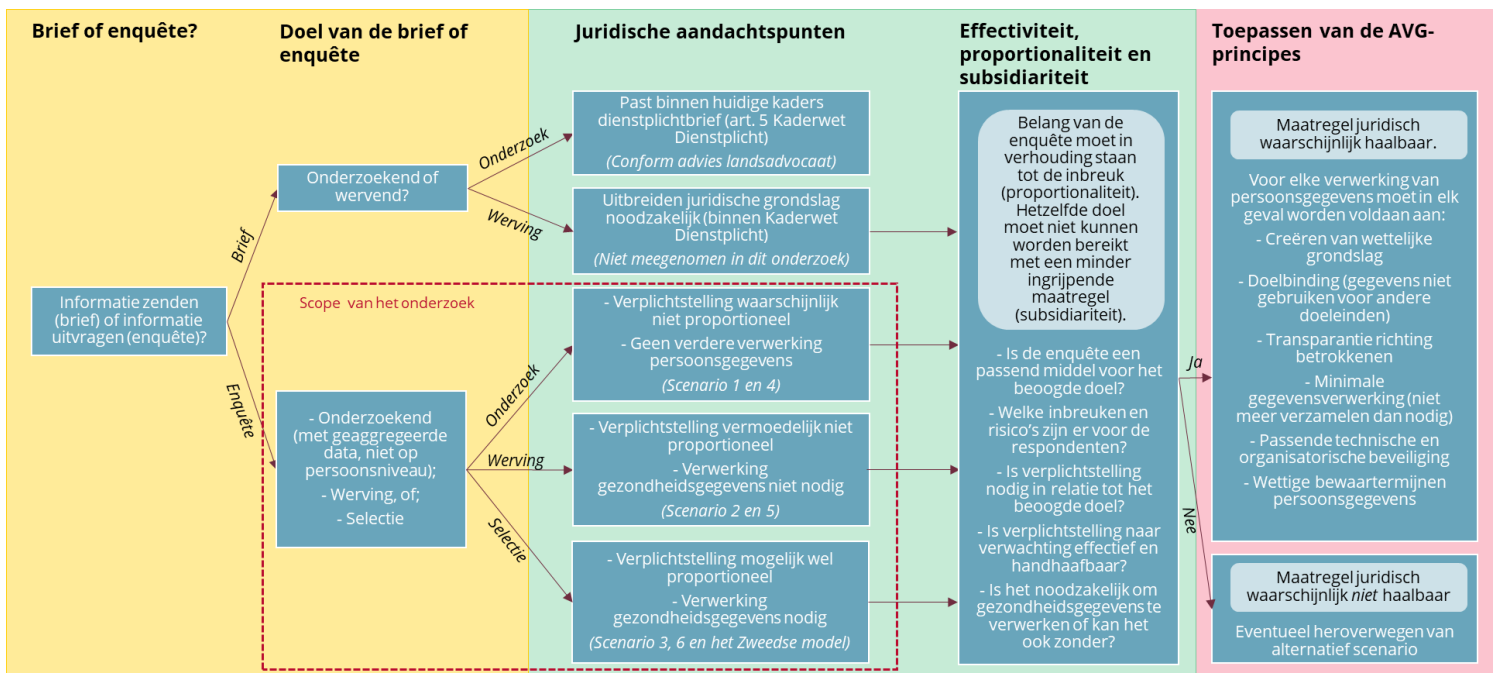 Brief of enquête?
Doel van de brief of
enquête
Juridische aandachtspunten
Effectiviteit,
proportionaliteit en
subsidiariteit
Toepassen van de AVG-
principes
Informatie zenden
(brief) of informatie
uitvragen (enquête)?
Brief
Enquête
Onderzoekend of
wervend?
Onderzoek
Werving
Scope van het onderzoek
- Onderzoekend
(met geaggregeerde
data, niet op
persoonsniveau);
- Werving, of;
- Selectie
Onderzoek
Werving
Selectie
Past binnen huidige kaders
dienstplichtbrief (art. 5 Kaderwet
Dienstplicht)
(Conform advies landsadvocaat)
Uitbreiden juridische grondslag
noodzakelijk (binnen Kaderwet
Dienstplicht)
(Niet meegenomen in dit onderzoek)
- Verplichtstelling waarschijnlijk
niet proportioneel
- Geen verdere verwerking
persoonsgegevens
(Scenario 1 en 4)
- Verplichtstelling vermoedelijk niet
proportioneel
- Verwerking
gezondheidsgegevens niet nodig
(Scenario 2 en 5)
- Verplichtstelling mogelijk wel
proportioneel
- Verwerking
gezondheidsgegevens nodig
(Scenario 3, 6 en het Zweedse model)
Belang van de
enquête moet in
verhouding staan
tot de inbreuk
(proportionaliteit).
Hetzelfde doel
moet niet kunnen
worden bereikt
met een minder
ingrijpende
maatregel
(subsidiariteit).
- Is de enquête een
passend middel voor het
beoogde doel?
- Welke inbreuken en
risico's zijn er voor de
respondenten?
- Is verplichtstelling
nodig in relatie tot het
beoogde doel?
- Is verplichtstelling naar
verwachting effectief en
handhaafbaar?
- Is het noodzakelijk om
gezondheidsgegevens te
verwerken of kan het
ook zonder?
Ja
Nee
Maatregel juridisch
waarschijnlijk haalbaar.
Voor elke verwerking van
persoonsgegevens moet in elk
geval worden voldaan aan:
- Creëren van wettelijke
grondslag
- Doelbinding (gegevens niet
gebruiken voor andere
doeleinden)
- Transparantie richting
betrokkenen
- Minimale
gegevensverwerking (niet
meer verzamelen dan nodig)
- Passende technische en
organisatorische beveiliging
- Wettige bewaartermijnen
persoonsgegevens
Maatregel juridisch
waarschijnlijk niet haalbaar
Eventueel heroverwegen van
alternatief scenario